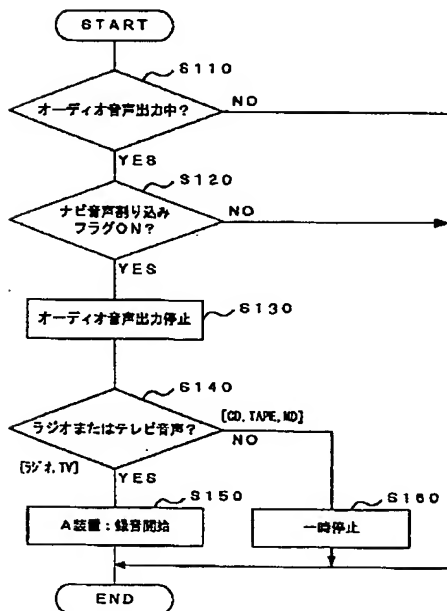 START
S110
オーディオ音声出力中?
NO
YES
S120
ナビ音声割り込み
フラグON?
NO
YES
オーディオ音声出力停止
S130
S140
ラジオまたはテレビ音声?
[CD,TAPE,MD]
NO
[ラジオ,TV]
YES
S150
A装置:録音開始
S160
一時停止
END